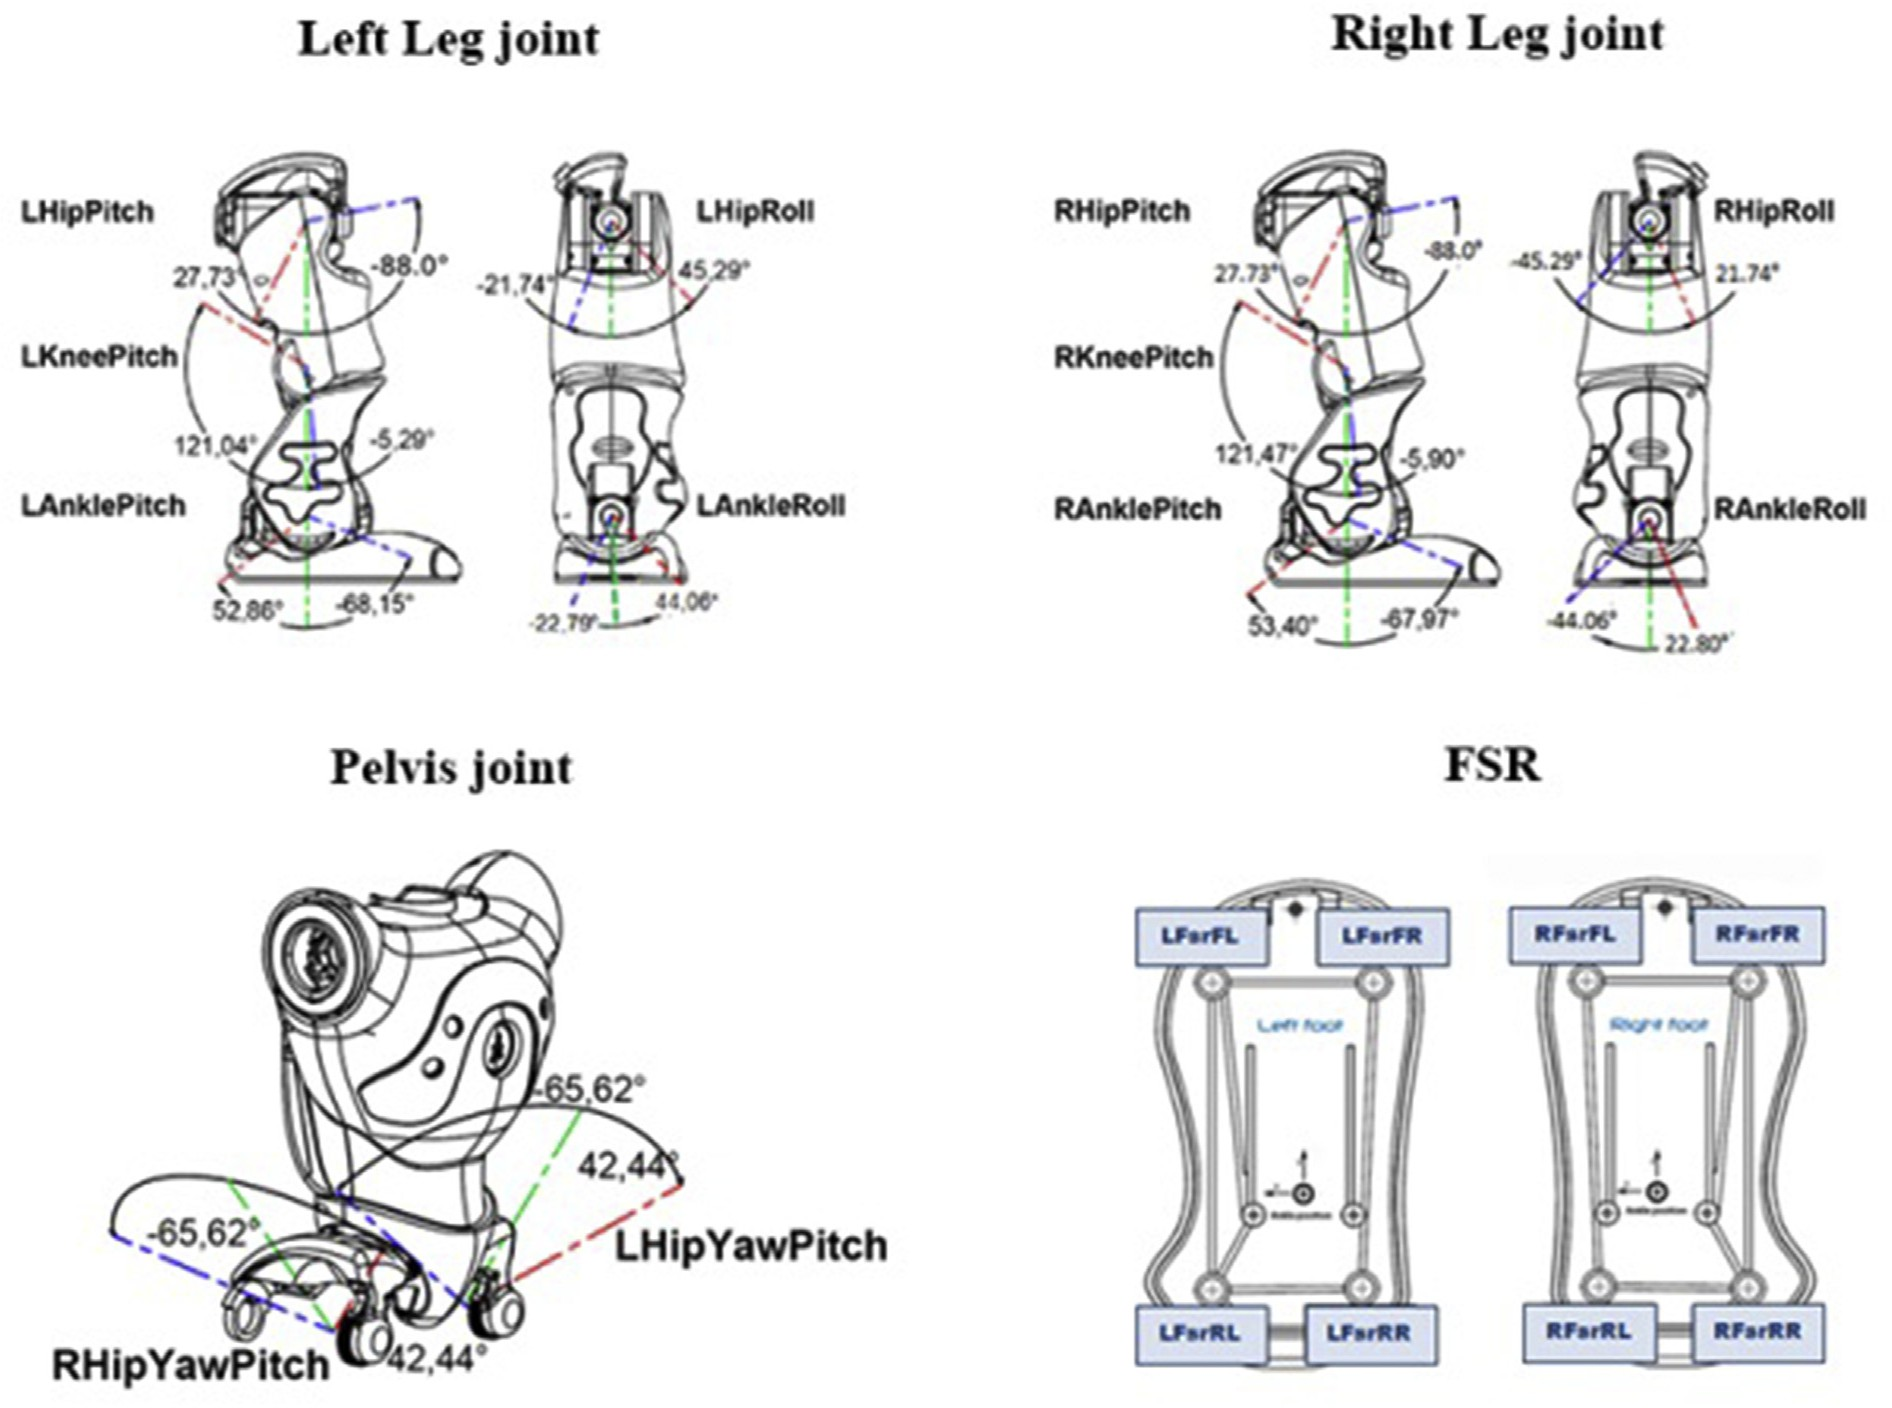 Left Leg joint
LHipPitch
LHipRoll
27,73°
-88.0°
-21,74°
45,29°
LKneePitch
121,04°
-5,29°
LAnklePitch
LAnkleRoll
52,86°
-68,15°
-22,79°
44,06°
Right Leg joint
RHipPitch
RHipRoll
27.73°
-88.0°
-45.29°
21.74°
RKneePitch
121,47°
-5,90°
RAnklePitch
RAnkleRoll
53,40°
-67,97°
-44.06°
22.80°
Pelvis joint
-65,62°
42,44°
-65,62°
LHipYawPitch
RHipYawPitch
42,44°
FSR
LFsrFL
LFsrFR
Left foot
Ankle position
LFsrRL
LFsrRR
RFsrFL
RFsrFR
Right foot
Ankle position
RFsrRL
RFsrRR